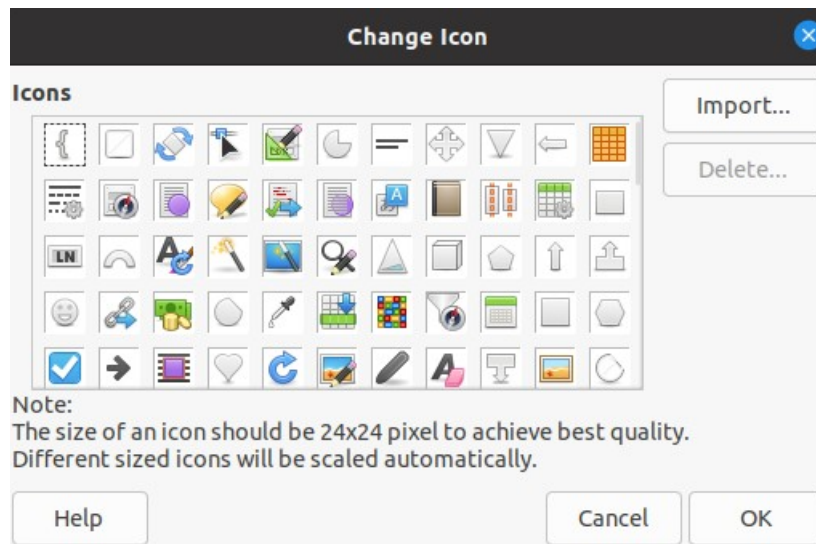 Change Icon
Icons
Import...
Delete...
A
LN
Note:
The size of an icon should be 24x24 pixel to achieve best quality.
Different sized icons will be scaled automatically.
Help
Cancel
OK